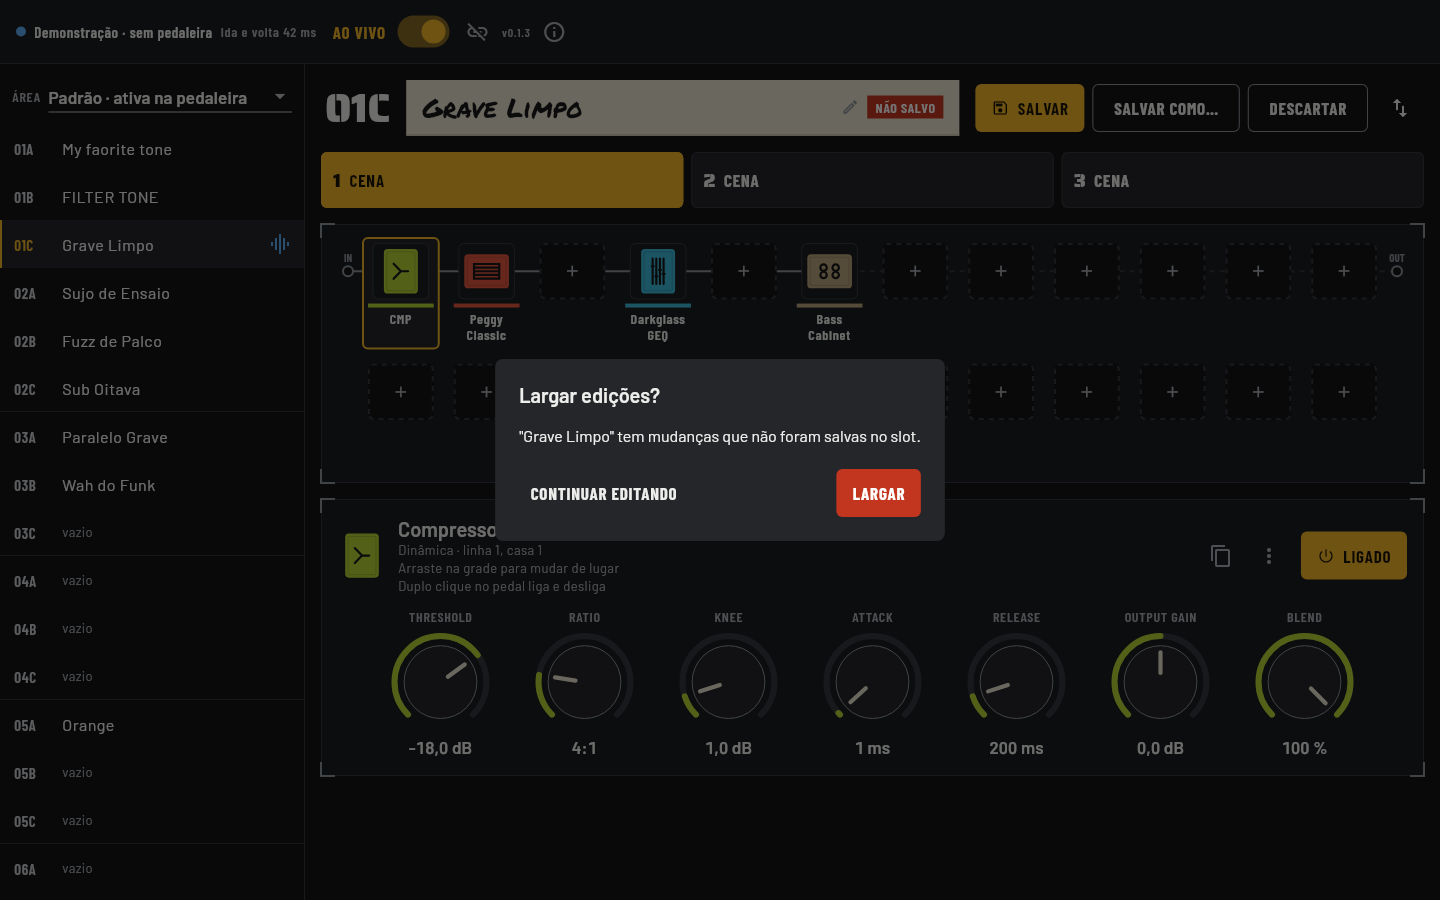 Demonstração · sem pedaleira Ida e volta 42 ms AO VIVO v0.1.3
ÁREA Padrão · ativa na pedaleira
01A My faorite tone
01B FILTER TONE
01C Grave Limpo
02A Sujo de Ensaio
02B Fuzz de Palco
02C Sub Oitava
03A Paralelo Grave
03B Wah do Funk
03C vazio
04A vazio
04B vazio
04C vazio
05A Orange
05B vazio
05C vazio
06A vazio
01C Grave Limpo NÃO SALVO SALVAR SALVAR COMO... DESCARTAR
1 CENA 2 CENA 3 CENA
IN OUT
88
CMP Peggy Classic Darkglass GEQ Bass Cabinet
Largar edições?
"Grave Limpo" tem mudanças que não foram salvas no slot.
CONTINUAR EDITANDO LARGAR
Compresso
Dinâmica · linha 1, casa 1
Arraste na grade para mudar de lugar
Duplo clique no pedal liga e desliga
LIGADO
THRESHOLD RATIO KNEE ATTACK RELEASE OUTPUT GAIN BLEND
-18,0 dB 4:1 1,0 dB 1 ms 200 ms 0,0 dB 100 %